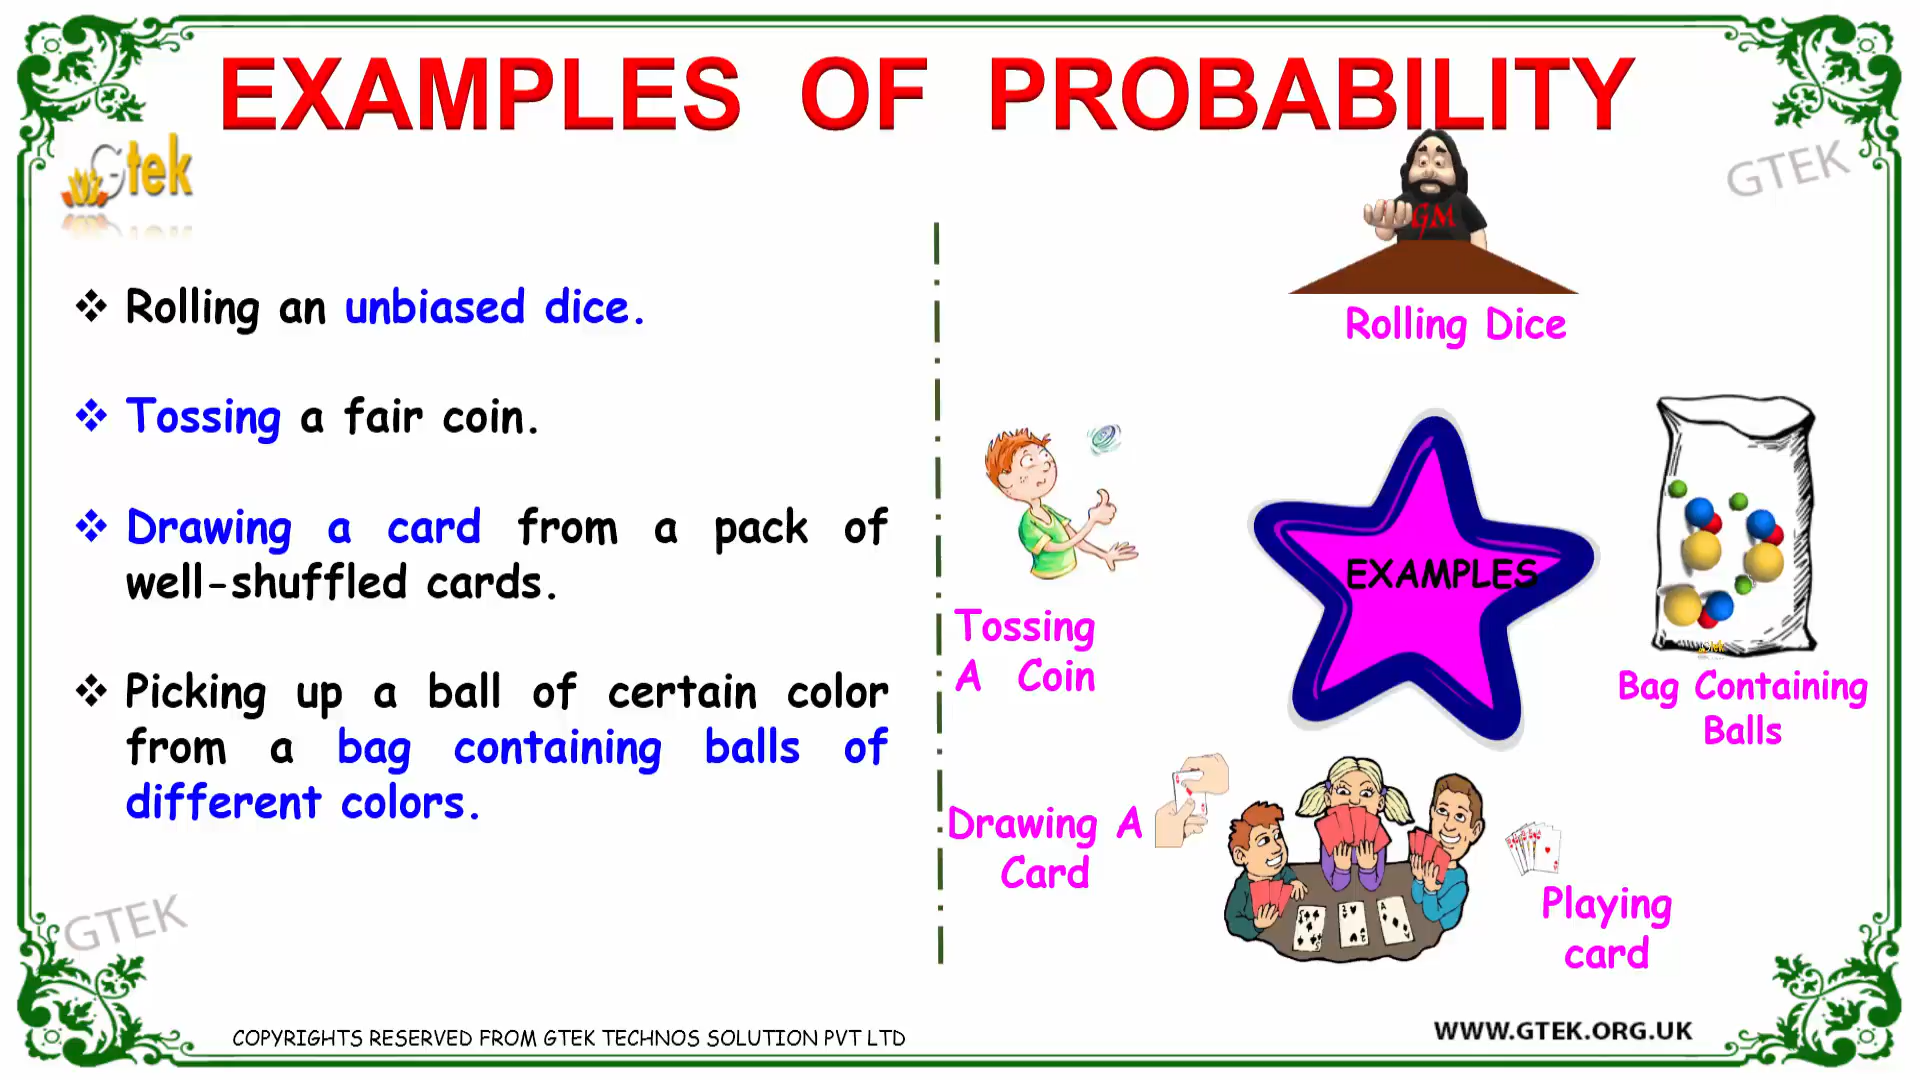 EXAMPLES OF PROBABILITY
Gtek
GTEK
GM
❖ Rolling an unbiased dice.
❖ Tossing a fair coin.
❖ Drawing a card from a pack of
well-shuffled cards.
❖ Picking up a ball of certain color
from a bag containing balls of
different colors.
Rolling Dice
EXAMPLES
Tossing
A Coin
Gtek
Bag Containing
Balls
Drawing A
Card
Playing
card
GTEK
COPYRIGHTS RESERVED FROM GTEK TECHNOS SOLUTION PVT LTD
WWW.GTEK.ORG.UK